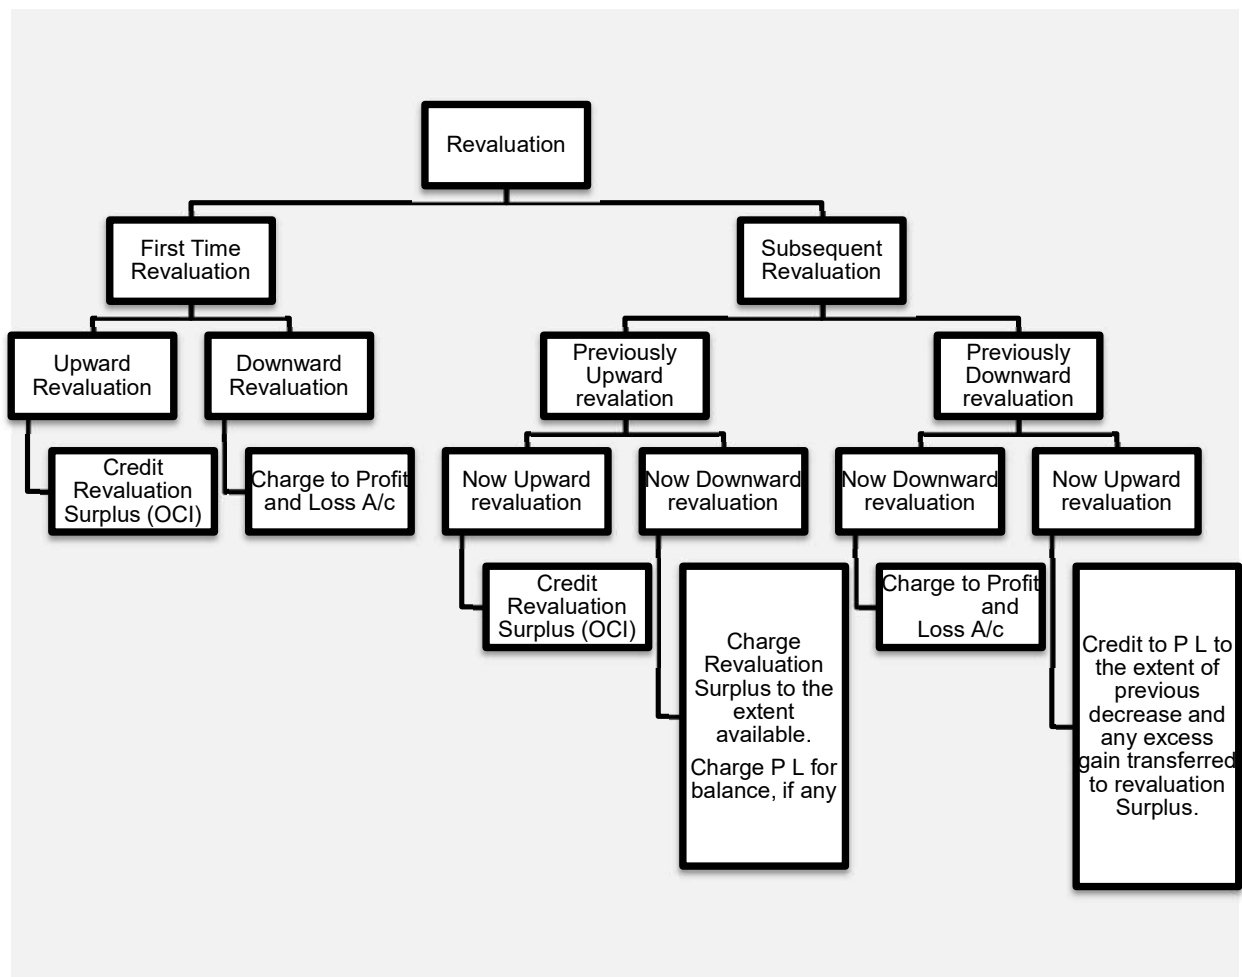 Revaluation
First Time
Revaluation
Subsequent
Revaluation
Upward
Revaluation
Downward
Revaluation
Previously
Upward
revalation
Previously
Downward
revaluation
Credit
Revaluation
Surplus (OCI)
Charge to Profit
and Loss A/c
Now Upward
revaluation
Now Downward
revaluation
Now Downward
revaluation
Now Upward
revaluation
Credit
Revaluation
Surplus (OCI)
Charge
Revaluation
Surplus to the
extent
available.
Charge P L for
balance, if any
Charge to Profit
and
Loss A/c
Credit to P L to
the extent of
previous
decrease and
any excess
gain transferred
to revaluation
Surplus.